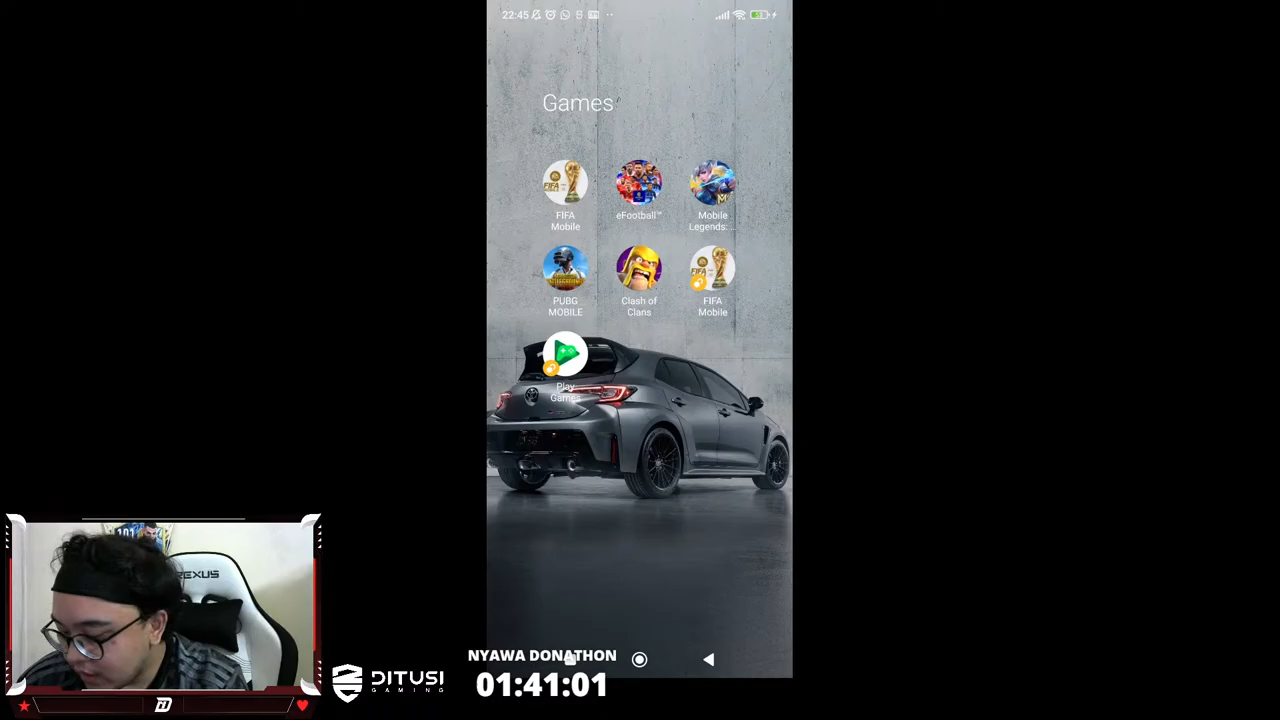 22:45
Games
FIFA
Mobile
eFootball™
Mobile
Legends: ...
PUBG
MOBILE
Clash of
Clans
FIFA
Mobile
Play
Games
101
REXUS
DITUSI
GAMING
NYAWA DONATHON
01:41:01